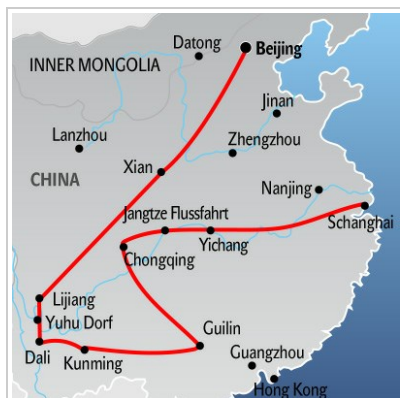 Datong
Beijing
INNER MONGOLIA
Jinan
Lanzhou
Zhengzhou
Xian
CHINA
Nanjing
Jangtze Flussfahrt
Schanghai
Yichang
Chongqing
Lijiang
Yuhu Dorf
Guilin
Dali
Kunming
Guangzhou
Hong Kong